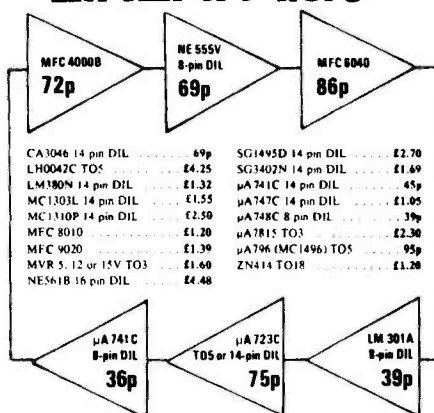 MFC 4000B
72p
NE 555V
8-pin DIL
69p
MFC 6040
86p
CA3046 14 pin DIL 69p
LH0042C TO5 £4.25
LM380N 14 pin DIL £1.32
MC1303L 14 pin DIL £1.55
MC1310P 14 pin DIL £2.50
MFC 8010 £1.20
MFC 9020 £1.39
MVR 5, 12 or 15V TO3 £1.60
NE561B 16 pin DIL £4.48
SG1495D 14 pin DIL £2.70
SG3402N 14 pin DIL £1.69
µA741C 14 pin DIL 45p
µA747C 14 pin DIL £1.05
µA748C 8 pin DIL 39p
µA7815 TO3 £2.30
µA796 (MC1496) TO5 95p
ZN414 TO18 £1.20
µA 741C
8-pin DIL
36p
µA 723C
TO5 or 14-pin DIL
75p
LM 301A
8-pin DIL
39p